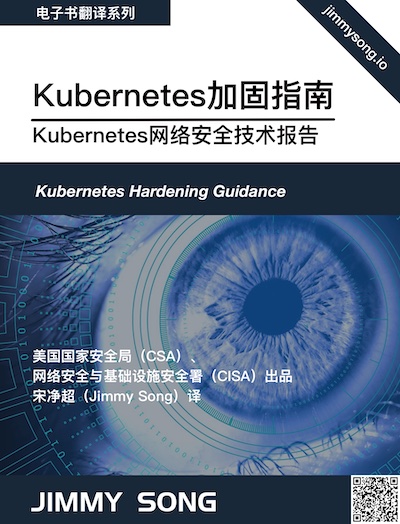 电子书翻译系列
jimmysong.io
Kubernetes加固指南
Kubernetes网络安全技术报告
Kubernetes Hardening Guidance
美国国家安全局（CSA）、
网络安全与基础设施安全署（CISA）出品
宋净超（Jimmy Song）译
JIMMY SONG